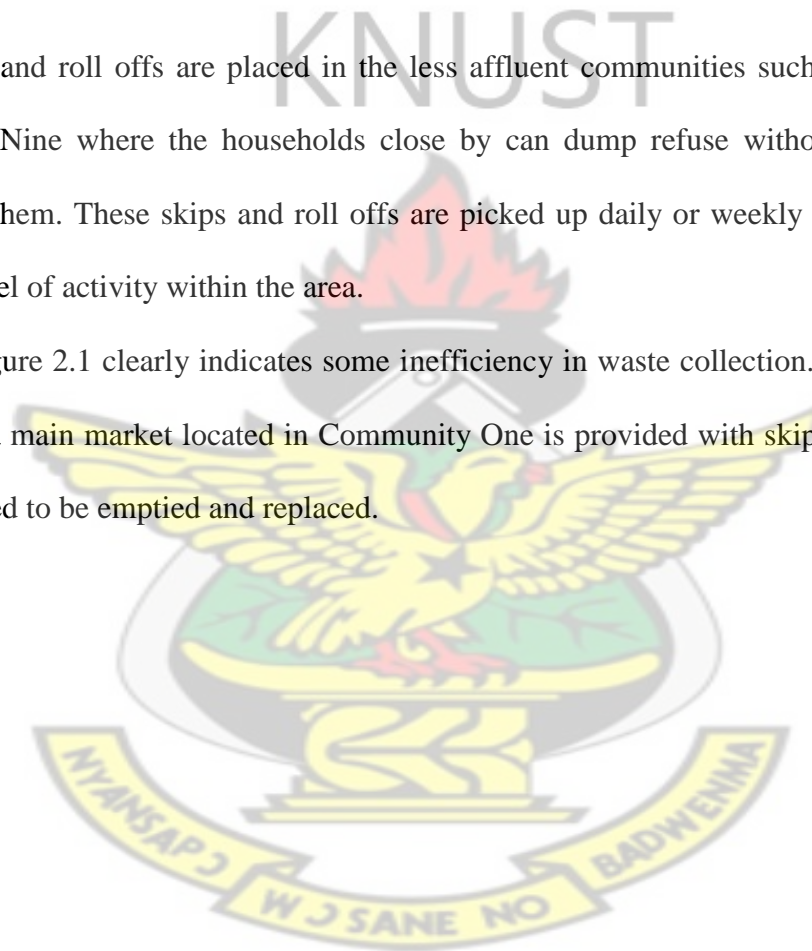 KNUST
and roll offs are placed in the less affluent communities such
Nine where the households close by can dump refuse
hem. These skips and roll offs are picked up daily or weekly
el of activity within the area.
ure 2.1 clearly indicates some inefficiency in waste collection.
main market located in Community One is provided with skip
ed to be emptied and replaced.
NYANSAPƆ
WƆ SANE NO
BADWENMA